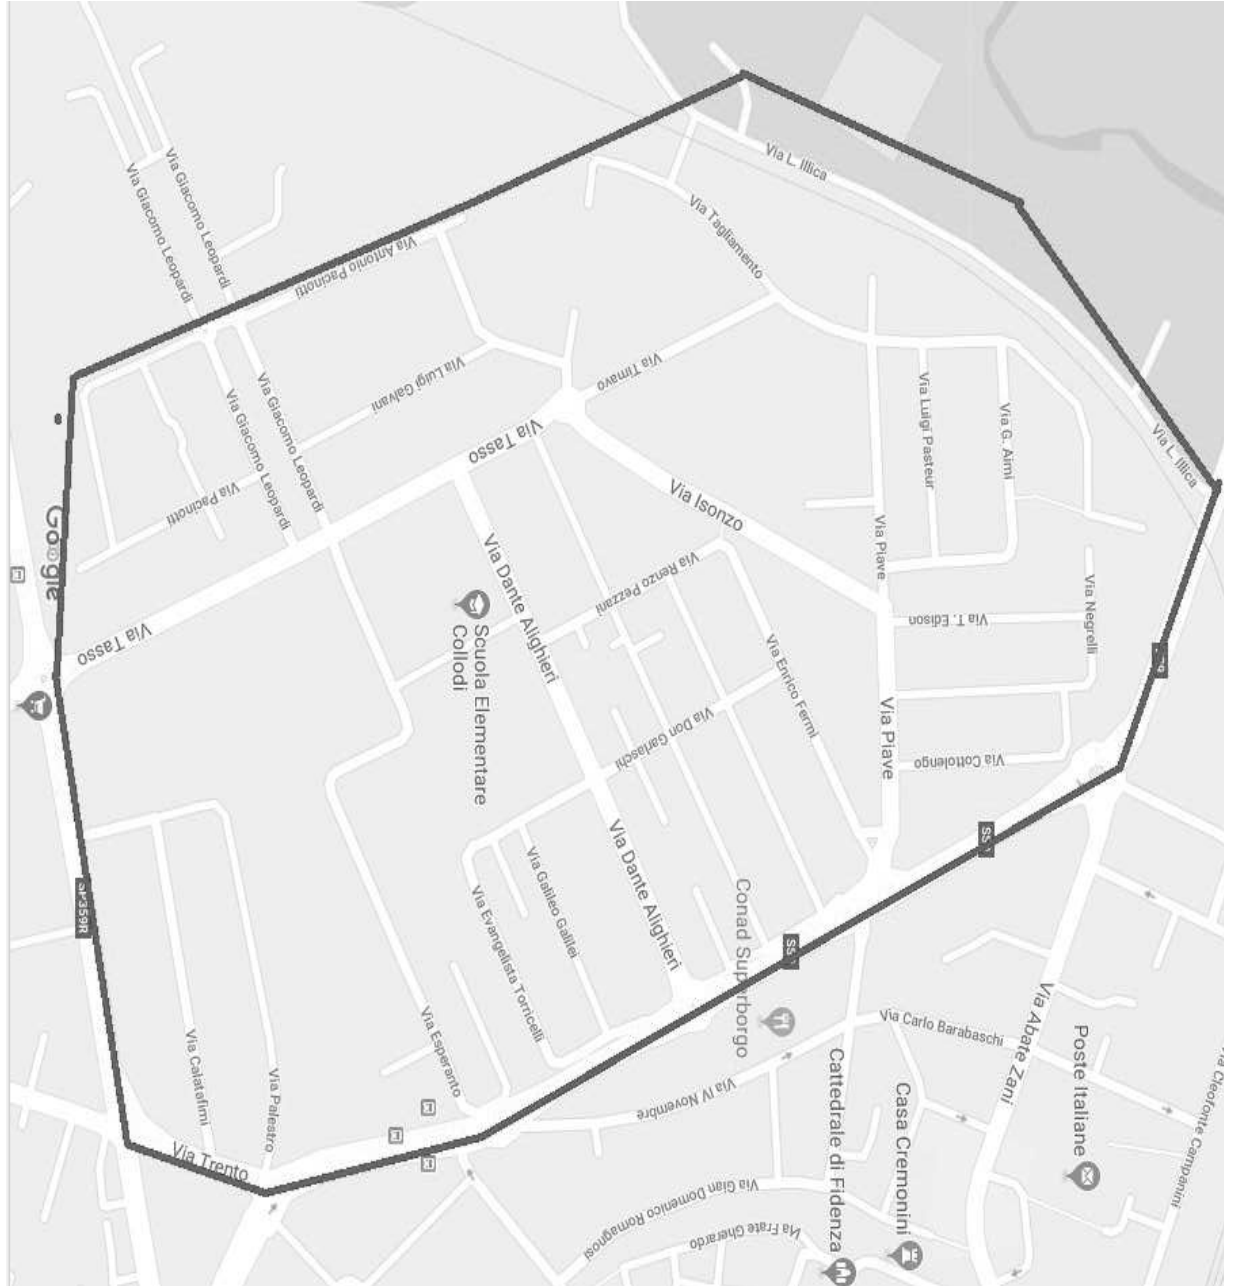 Via L. Illica
Via Giacomo Leopardi
Via Giacomo Leopardi
Via Tagliamento
Via Antonio Pacinotti
Via Timavo
Via Luigi Galvani
Via Luigi Pasteur
Via G. Aimi
Via L. Illica
Via Giacomo Leopardi
Via Giacomo Leopardi
Via Tasso
Via Isonzo
Via Pacinotti
Google
Via Piave
Via Dante Alighieri
Via Renzo Pezzani
Via Negrelli
Via T. Edison
Via Tasso
Scuola Elementare
Collodi
Via Enrico Fermi
Via Don Garlaschi
Via Piave
Via Cottolengo
Via Dante Alighieri
SP359R
Via Galileo Galilei
Via Evangelista Torricelli
Conad Superborgo
Via Esperanto
Via Carlo Barabaschi
Via Abate Zani
Poste Italiane
Via Cleofonte Campanini
Via Calatafimi
Via Palestro
Via IV Novembre
Cattedrale di Fidenza
Casa Cremonini
Via Trento
Via Gian Domenico Romagnosi
Via Frate Gherardo